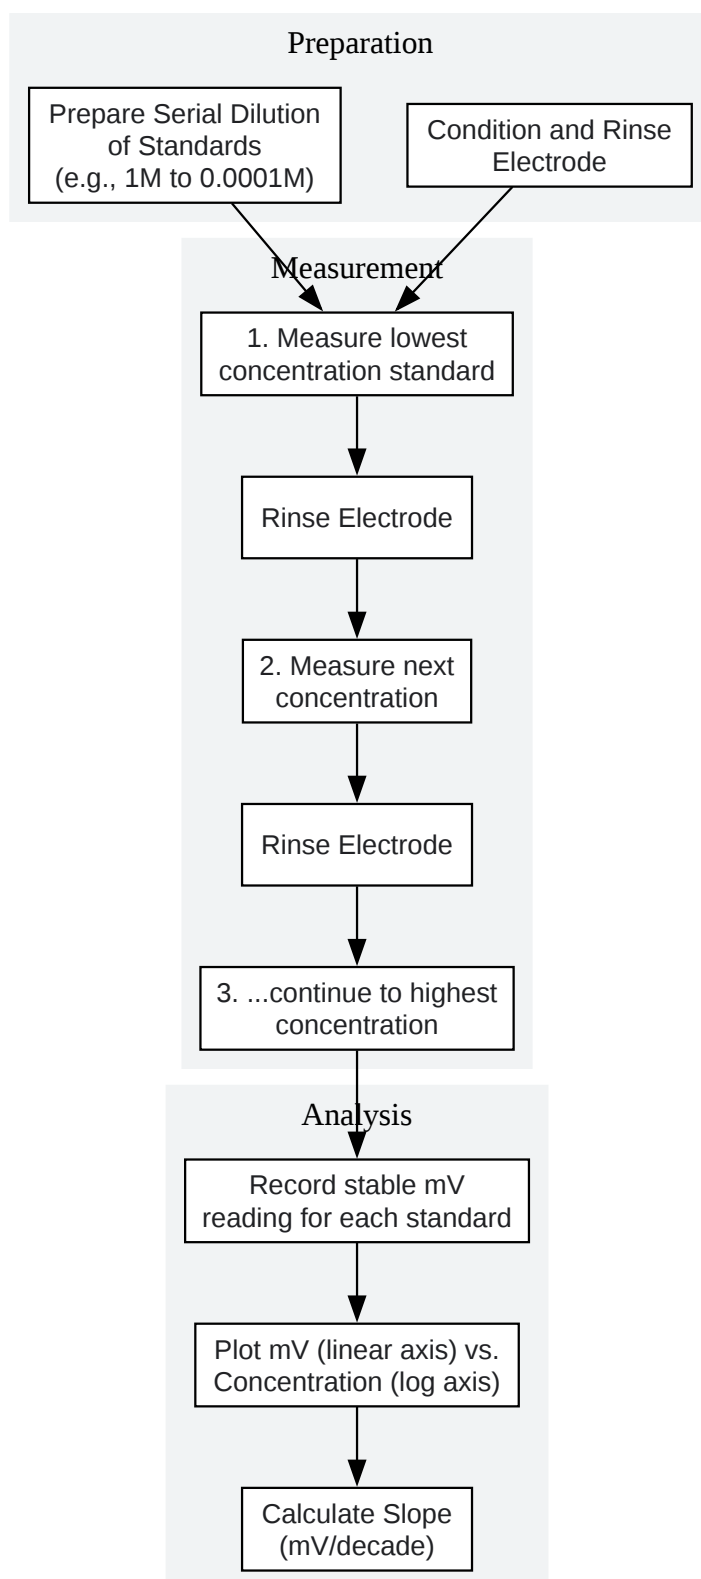 Preparation
Prepare Serial Dilution
of Standards
(e.g., 1M to 0.0001M)
Condition and Rinse
Electrode
Measurement
1. Measure lowest
concentration standard
Rinse Electrode
2. Measure next
concentration
Rinse Electrode
3. ...continue to highest
concentration
Analysis
Record stable mV
reading for each standard
Plot mV (linear axis) vs.
Concentration (log axis)
Calculate Slope
(mV/decade)